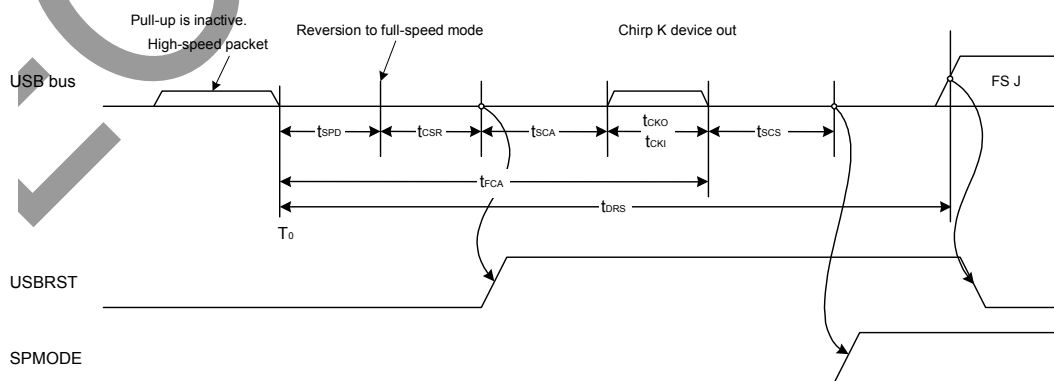 Pull-up is inactive.
High-speed packet
Reversion to full-speed mode
Chirp K device out
USB bus
FS J
tSPD
tCSR
tSCA
tCKO
tCKI
tSCS
tFCA
tDRS
T0
USBRST
SPMODE